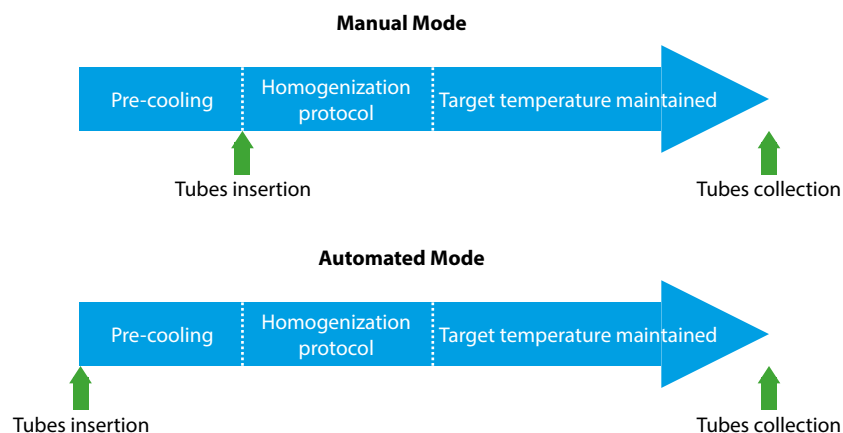 Manual Mode
Pre-cooling
Homogenization
protocol
Target temperature maintained
Tubes insertion
Tubes collection
Automated Mode
Pre-cooling
Homogenization
protocol
Target temperature maintained
Tubes insertion
Tubes collection